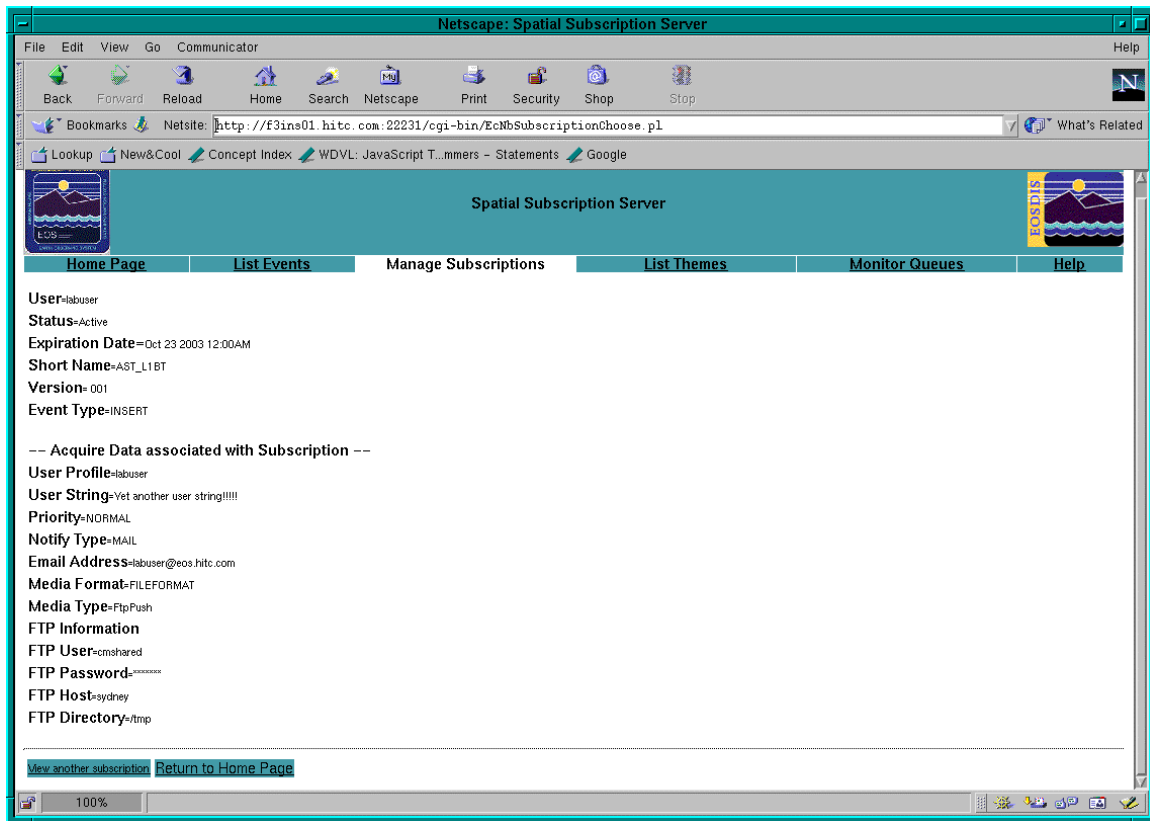 Netscape: Spatial Subscription Server
File Edit View Go Communicator Help
Back Forward Reload Home Search Netscape Print Security Shop Stop
My
N
Bookmarks Netsite: http://f3ins01.hitc.com:22231/cgi-bin/EcNbSubscriptionChoose.pl What's Related
Lookup New&Cool Concept Index WDVL: JavaScript T...mmers - Statements Google
EOS
Spatial Subscription Server
EOSDIS
Home Page List Events Manage Subscriptions List Themes Monitor Queues Help
User=labuser
Status=Active
Expiration Date=Oct 23 2003 12:00AM
Short Name=AST_L1BT
Version= 001
Event Type=INSERT
-- Acquire Data associated with Subscription --
User Profile=labuser
User String=Yet another user string!!!!!
Priority=NORMAL
Notify Type=MAIL
Email Address=labuser@eos.hitc.com
Media Format=FILEFORMAT
Media Type=FtpPush
FTP Information
FTP User=cmshared
FTP Password=*******
FTP Host=sydney
FTP Directory=/tmp
View another subscription Return to Home Page
100%